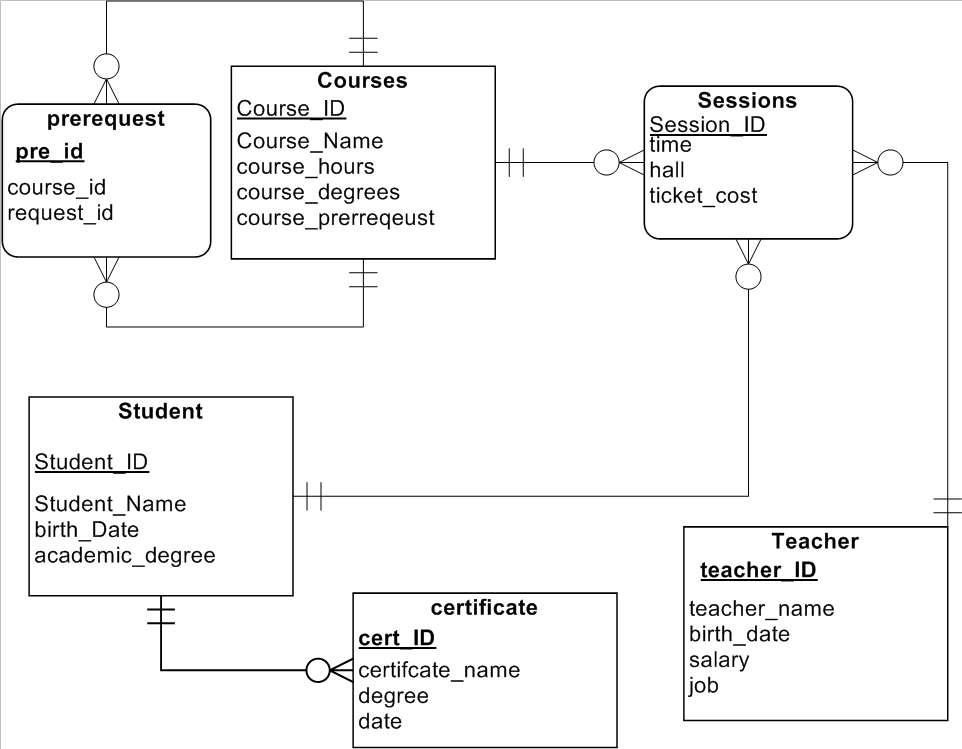 prerequest
pre_id
course_id
request_id
Courses
Course_ID
Course_Name
course_hours
course_degrees
course_prerreqeust
Sessions
Session_ID
time
hall
ticket_cost
Student
Student_ID
Student_Name
birth_Date
academic_degree
certificate
cert_ID
certifcate_name
degree
date
Teacher
teacher_ID
teacher_name
birth_date
salary
job